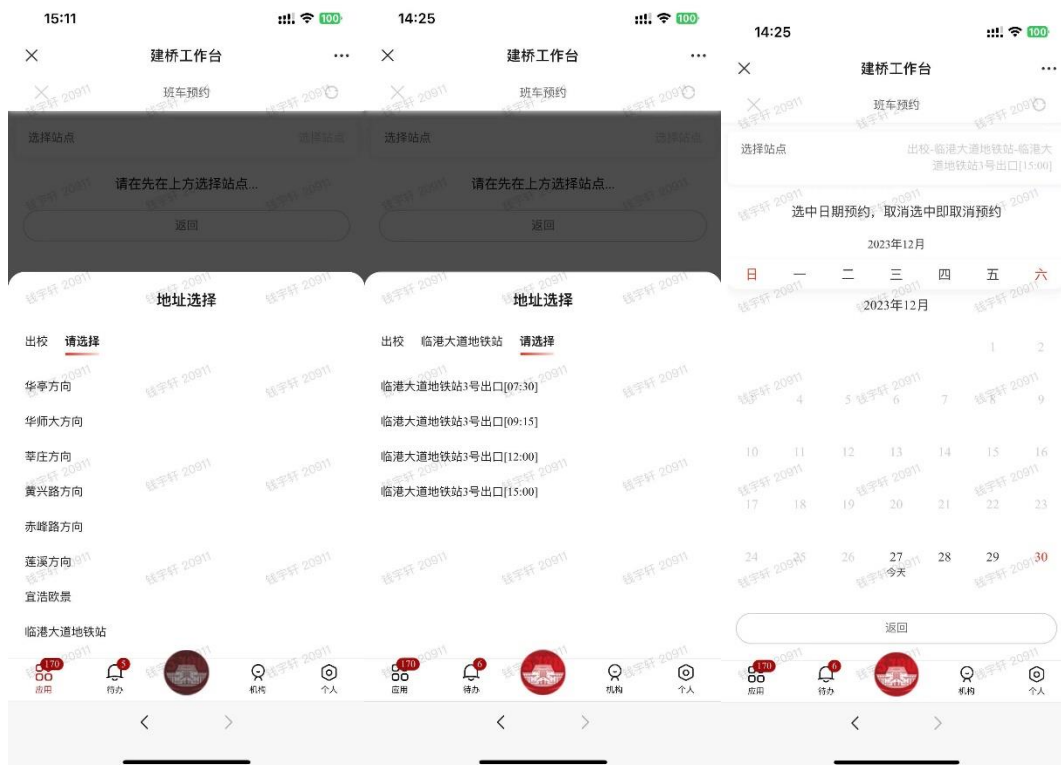 15:11
100
建桥工作台
班车预约
选择站点
选择站点
请在先在上方选择站点...
返回
地址选择
出校 请选择
华亭方向
华师大方向
莘庄方向
黄兴路方向
赤峰路方向
莲溪方向
宜浩欧景
临港大道地铁站
170
5
应用 待办 机构 个人
钱宇轩 20911
14:25
100
建桥工作台
班车预约
选择站点
选择站点
请在先在上方选择站点...
返回
地址选择
出校 临港大道地铁站 请选择
临港大道地铁站3号出口[07:30]
临港大道地铁站3号出口[09:15]
临港大道地铁站3号出口[12:00]
临港大道地铁站3号出口[15:00]
170
6
应用 待办 机构 个人
钱宇轩 20911
14:25
100
建桥工作台
班车预约
选择站点
出校-临港大道地铁站-临港大
道地铁站3号出口[15:00]
选中日期预约，取消选中即取消预约
2023年12月
日 一 二 三 四 五 六
2023年12月
1 2
3 4 5 6 7 8 9
10 11 12 13 14 15 16
17 18 19 20 21 22 23
24 25 26 27 28 29 30
今天
返回
170
6
应用 待办 机构 个人
钱宇轩 20911